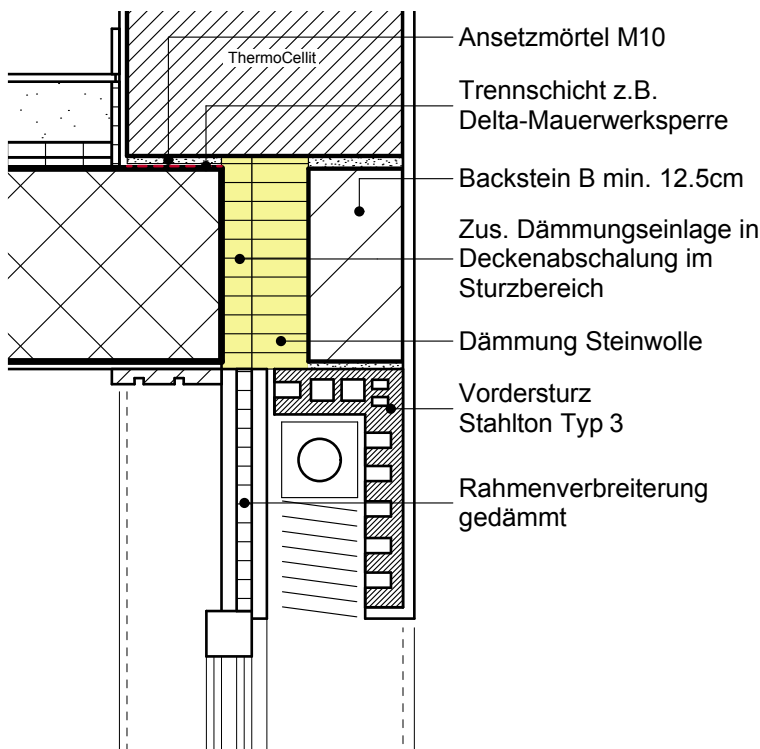 Ansetzmörtel M10
ThermoCellit
Trennschicht z.B.
Delta-Mauerwerksperre
Backstein B min. 12.5cm
Zus. Dämmungseinlage in
Deckenabschalung im
Sturzbereich
Dämmung Steinwolle
Vordersturz
Stahlton Typ 3
Rahmenverbreiterung
gedämmt